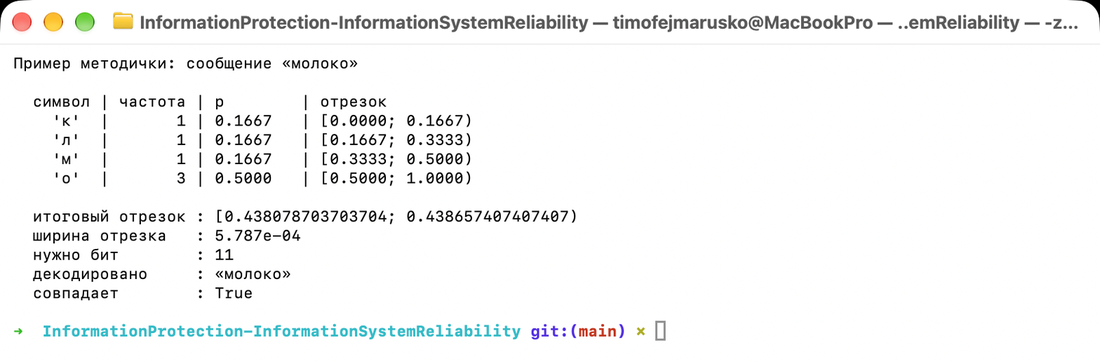 InformationProtection-InformationSystemReliability — timofejmarusko@MacBookPro — ..emReliability — -z...
Пример методички: сообщение «молоко»
символ | частота | p | отрезок
'к' | 1 | 0.1667 | [0.0000; 0.1667)
'л' | 1 | 0.1667 | [0.1667; 0.3333)
'м' | 1 | 0.1667 | [0.3333; 0.5000)
'о' | 3 | 0.5000 | [0.5000; 1.0000)
итоговый отрезок : [0.438078703703704; 0.438657407407407)
ширина отрезка : 5.787e-04
нужно бит : 11
декодировано : «молоко»
совпадает : True
→ InformationProtection-InformationSystemReliability git:(main) ×